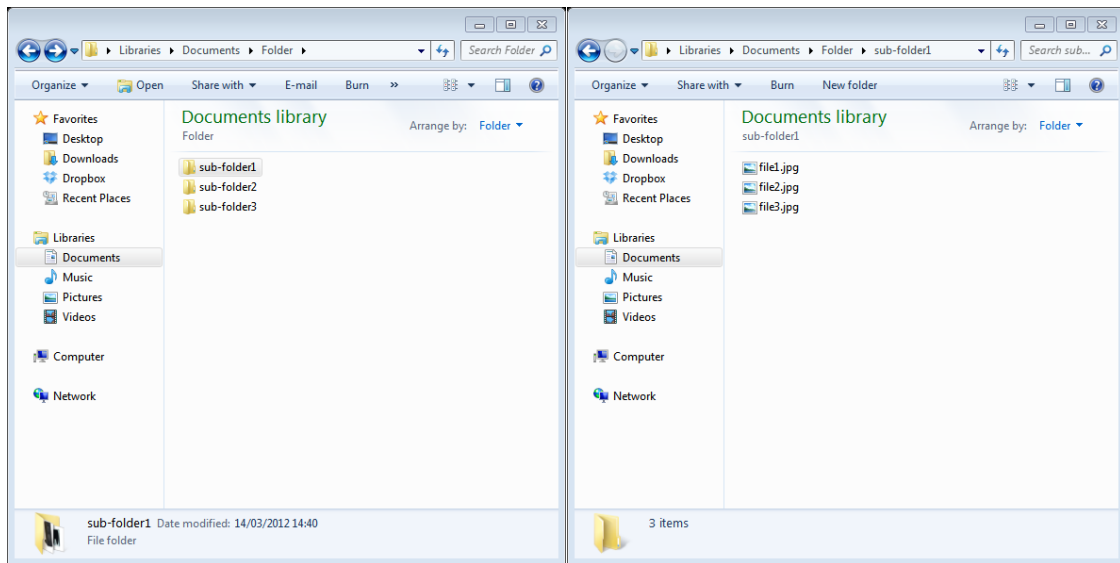 Libraries Documents Folder
Search Folder
Organize Open Share with E-mail Burn »
Favorites
Desktop
Downloads
Dropbox
Recent Places
Libraries
Documents
Music
Pictures
Videos
Computer
Network
Documents library
Folder
Arrange by: Folder
sub-folder1
sub-folder2
sub-folder3
sub-folder1 Date modified: 14/03/2012 14:40
File folder
Libraries Documents Folder sub-folder1
Search sub...
Organize Share with Burn New folder
Favorites
Desktop
Downloads
Dropbox
Recent Places
Libraries
Documents
Music
Pictures
Videos
Computer
Network
Documents library
sub-folder1
Arrange by: Folder
file1.jpg
file2.jpg
file3.jpg
3 items